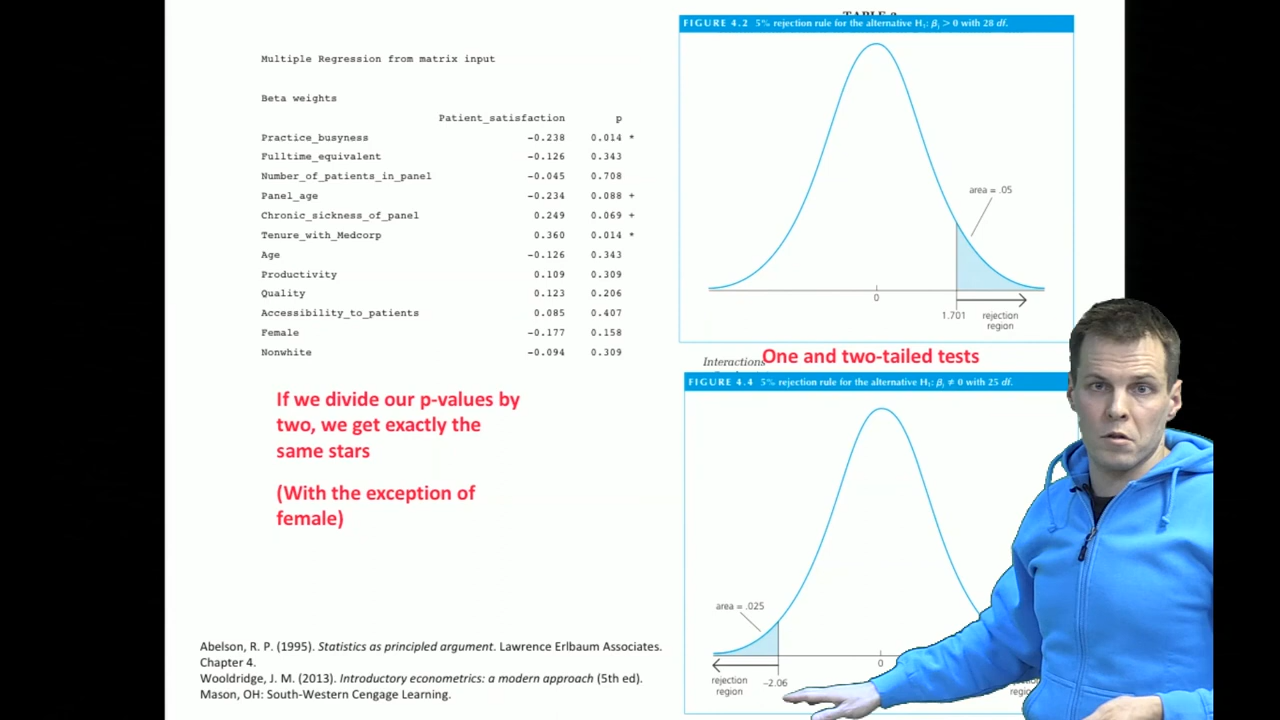 Multiple Regression from matrix input
Beta weights
Patient_satisfaction p
Practice_busyness -0.238 0.014 *
Fulltime_equivalent -0.126 0.343
Number_of_patients_in_panel -0.045 0.708
Panel_age -0.234 0.088 +
Chronic_sickness_of_panel 0.249 0.069 +
Tenure_with_Medcorp 0.360 0.014 *
Age -0.126 0.343
Productivity 0.109 0.309
Quality 0.123 0.206
Accessibility_to_patients 0.085 0.407
Female -0.177 0.158
Nonwhite -0.094 0.309
If we divide our p-values by
two, we get exactly the
same stars
(With the exception of
female)
Abelson, R. P. (1995). Statistics as principled argument. Lawrence Erlbaum Associates.
Chapter 4.
Wooldridge, J. M. (2013). Introductory econometrics: a modern approach (5th ed).
Mason, OH: South-Western Cengage Learning.
FIGURE 4.2 5% rejection rule for the alternative H₁: βⱼ > 0 with 28 df.
area = .05
0
1.701
rejection
region
Interactions
One and two-tailed tests
FIGURE 4.4 5% rejection rule for the alternative H₁: βⱼ ≠ 0 with 25 df.
area = .025
0
rejection
region
–2.06